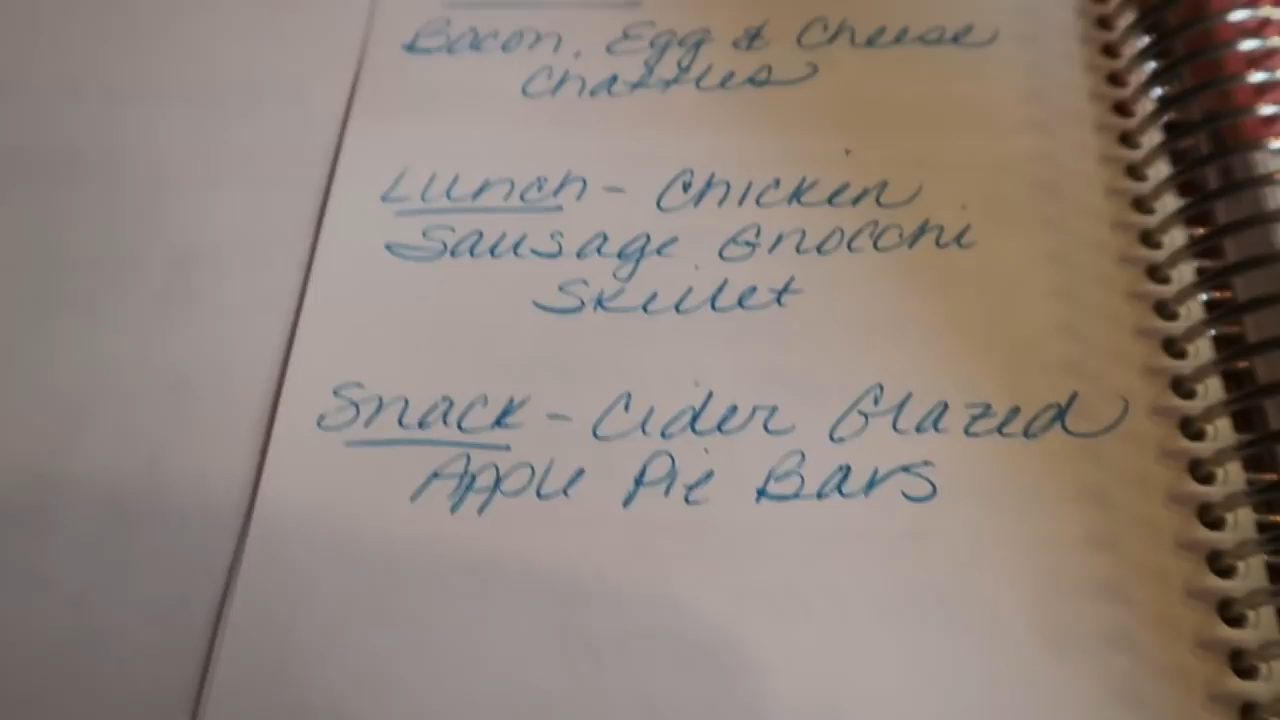 Bacon, Egg & Cheese
Chaffles
Lunch - Chicken
Sausage Gnocchi
Skillet
Snack - Cider Glazed
Apple Pie Bars